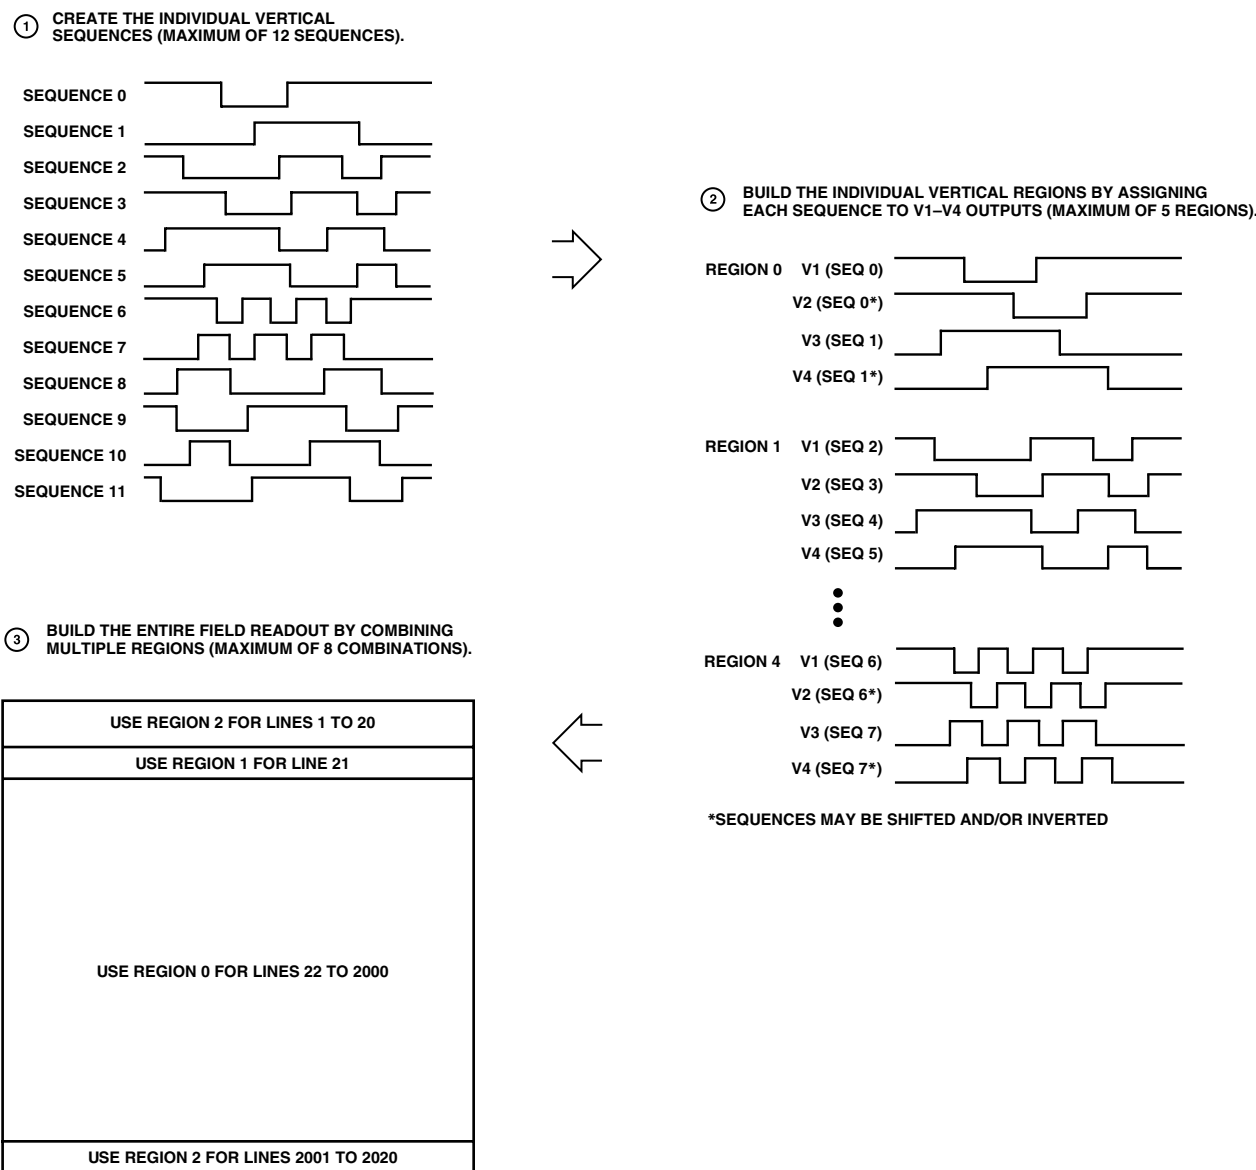 1 CREATE THE INDIVIDUAL VERTICAL
SEQUENCES (MAXIMUM OF 12 SEQUENCES).
SEQUENCE 0
SEQUENCE 1
SEQUENCE 2
SEQUENCE 3
SEQUENCE 4
SEQUENCE 5
SEQUENCE 6
SEQUENCE 7
SEQUENCE 8
SEQUENCE 9
SEQUENCE 10
SEQUENCE 11
2 BUILD THE INDIVIDUAL VERTICAL REGIONS BY ASSIGNING
EACH SEQUENCE TO V1–V4 OUTPUTS (MAXIMUM OF 5 REGIONS).
REGION 0 V1 (SEQ 0)
V2 (SEQ 0*)
V3 (SEQ 1)
V4 (SEQ 1*)
REGION 1 V1 (SEQ 2)
V2 (SEQ 3)
V3 (SEQ 4)
V4 (SEQ 5)
REGION 4 V1 (SEQ 6)
V2 (SEQ 6*)
V3 (SEQ 7)
V4 (SEQ 7*)
*SEQUENCES MAY BE SHIFTED AND/OR INVERTED
3 BUILD THE ENTIRE FIELD READOUT BY COMBINING
MULTIPLE REGIONS (MAXIMUM OF 8 COMBINATIONS).
USE REGION 2 FOR LINES 1 TO 20
USE REGION 1 FOR LINE 21
USE REGION 0 FOR LINES 22 TO 2000
USE REGION 2 FOR LINES 2001 TO 2020